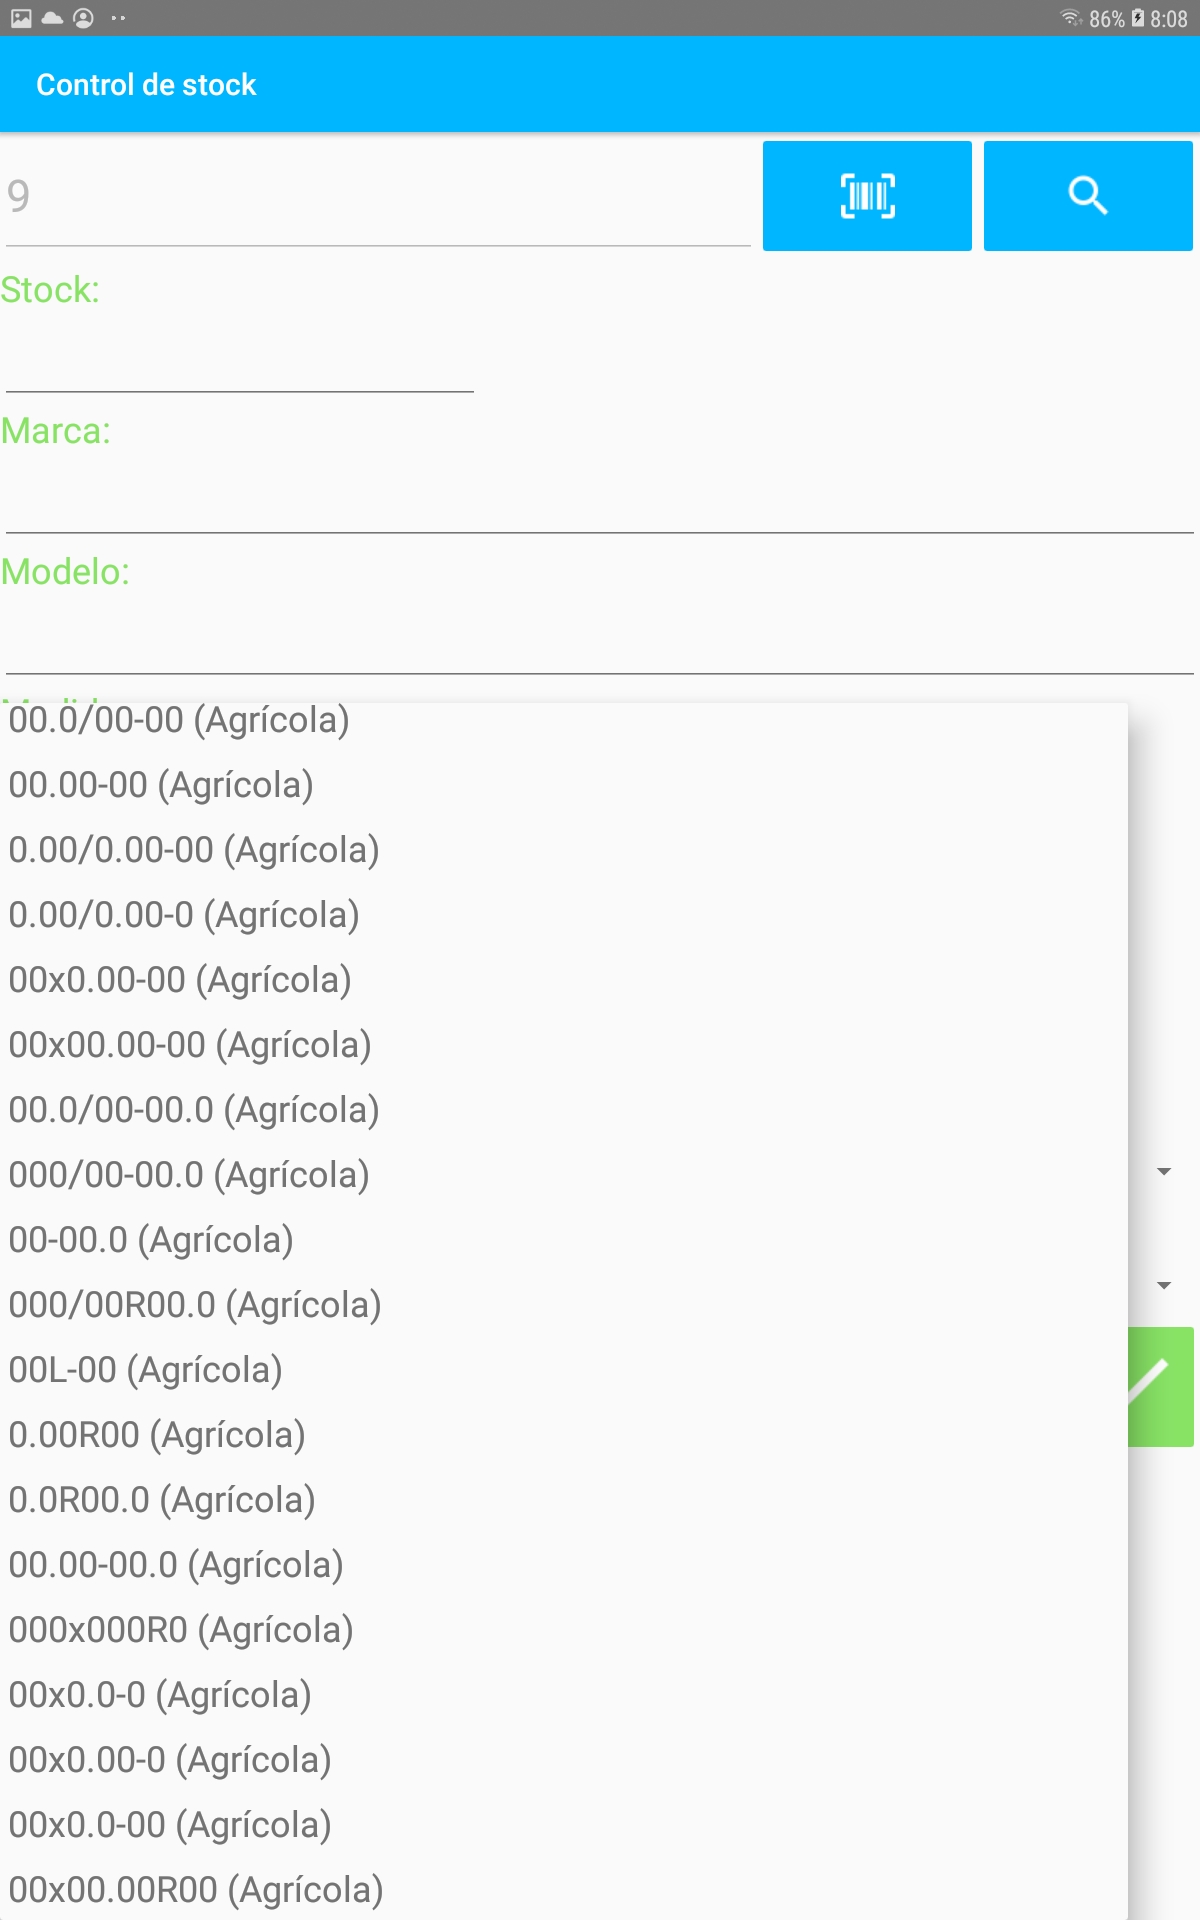 86% 8:08
Control de stock
9
Stock:
Marca:
Modelo:
00.0/00-00 (Agrícola)
00.00-00 (Agrícola)
0.00/0.00-00 (Agrícola)
0.00/0.00-0 (Agrícola)
00x0.00-00 (Agrícola)
00x00.00-00 (Agrícola)
00.0/00-00.0 (Agrícola)
000/00-00.0 (Agrícola)
00-00.0 (Agrícola)
000/00R00.0 (Agrícola)
00L-00 (Agrícola)
0.00R00 (Agrícola)
0.0R00.0 (Agrícola)
00.00-00.0 (Agrícola)
000x000R0 (Agrícola)
00x0.0-0 (Agrícola)
00x0.00-0 (Agrícola)
00x0.0-00 (Agrícola)
00x00.00R00 (Agrícola)